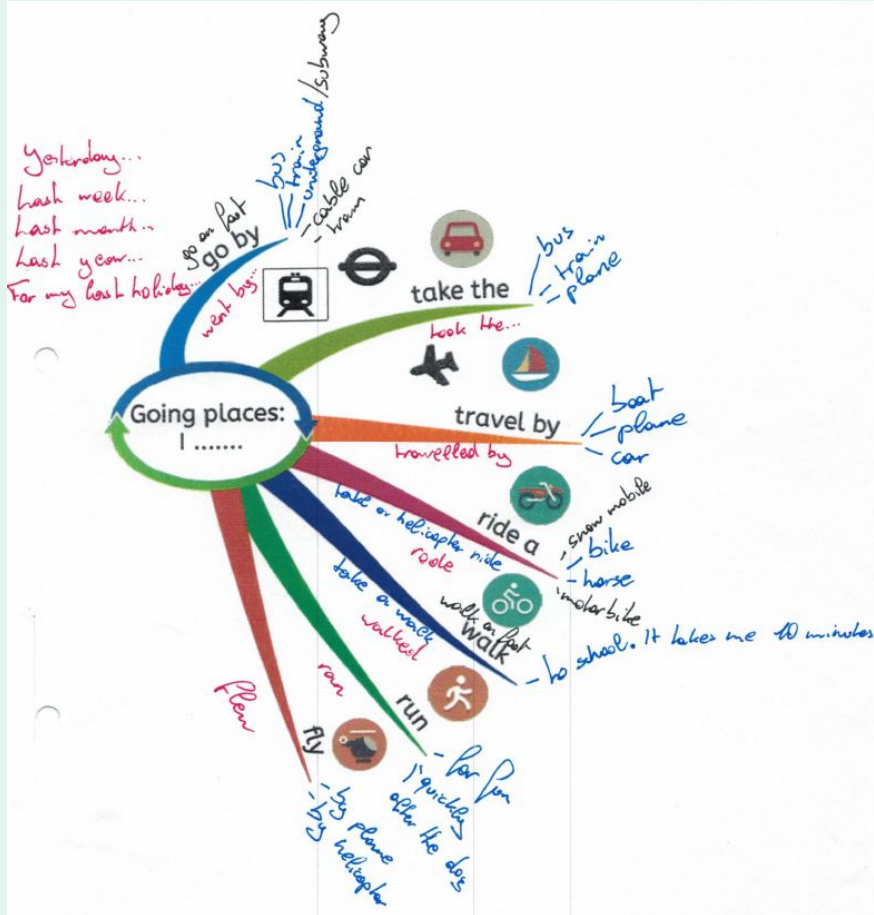 Yesterday...
Last week...
Last month...
Last year...
For my last holiday...
go on foot
go by
went by...
bus
train
underground/subway
- cable car
- tram
take the
took the...
bus
- train
- plane
travel by
travelled by
boat
- plane
- car
ride a
take a helicopter ride
rode
snow mobile
- bike
- horse
motorbike
walk on foot
walk
take a walk
walked
- to school. It takes me 10 minutes
run
ran
- for fun
quickly
after the dog
fly
flew
- by plane
- by helicopter
Going places:
I .......